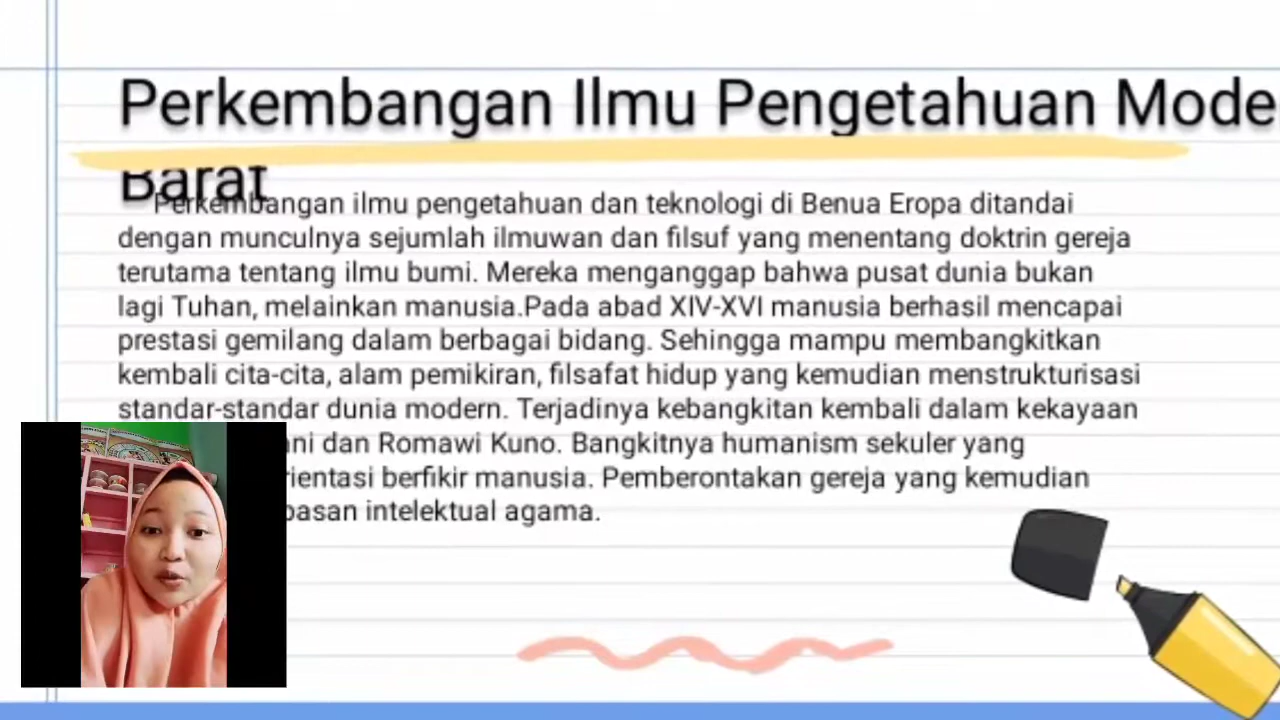 Perkembangan Ilmu Pengetahuan
Barat
Perkembangan ilmu pengetahuan dan teknologi di Benua Eropa ditandai
dengan munculnya sejumlah ilmuwan dan filsuf yang menentang doktrin gereja
terutama tentang ilmu bumi. Mereka menganggap bahwa pusat dunia bukan
lagi Tuhan, melainkan manusia.Pada abad XIV-XVI manusia berhasil mencapai
prestasi gemilang dalam berbagai bidang. Sehingga mampu membangkitkan
kembali cita-cita, alam pemikiran, filsafat hidup yang kemudian menstrukturisasi
standar-standar dunia modern. Terjadinya kebangkitan kembali dalam kekayaan
dan Romawi Kuno. Bangkitnya humanism sekuler yang
berfikir manusia. Pemberontakan gereja yang kemudian
intelektual agama.